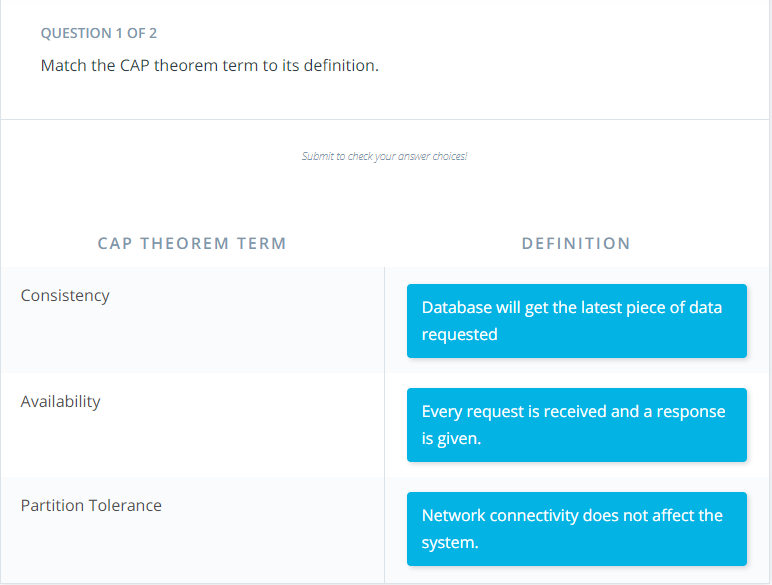 QUESTION 1 OF 2
Match the CAP theorem term to its definition.
Submit to check your answer choices!
CAP THEOREM TERM
DEFINITION
Consistency
Database will get the latest piece of data
requested
Availability
Every request is received and a response
is given.
Partition Tolerance
Network connectivity does not affect the
system.